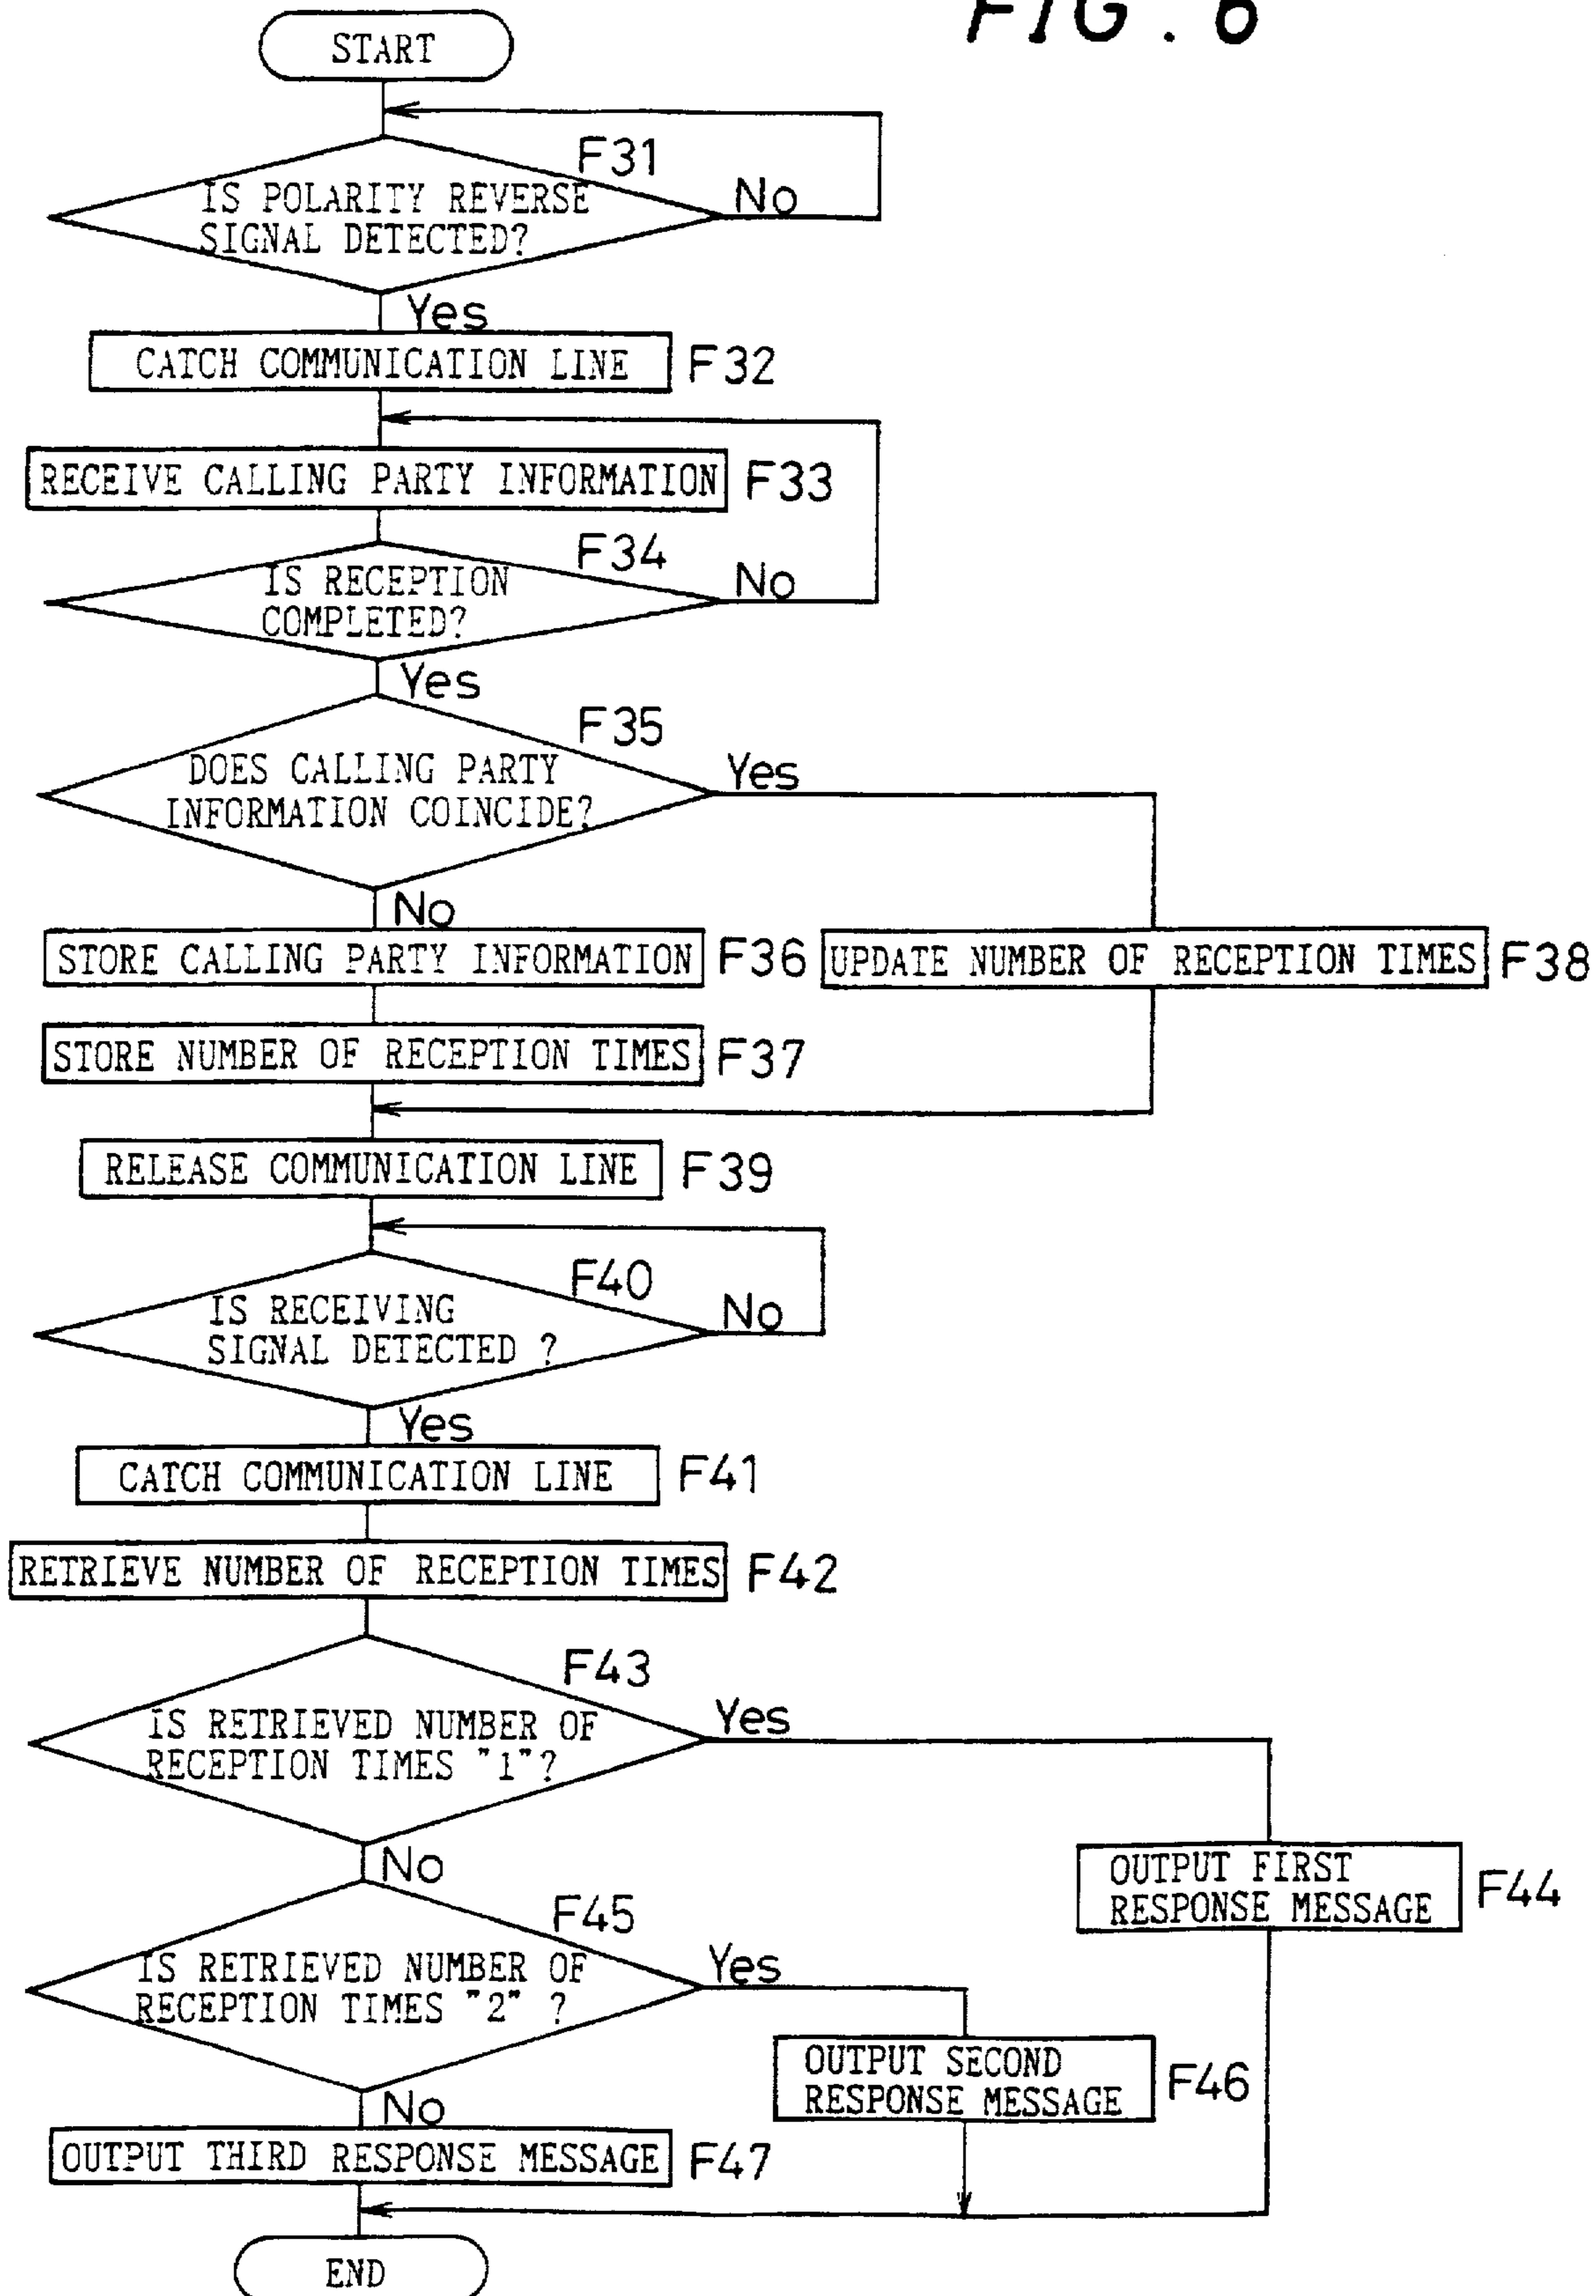 FIG. 6
START
F31
IS POLARITY REVERSE
SIGNAL DETECTED?
No
Yes
CATCH COMMUNICATION LINE
F32
RECEIVE CALLING PARTY INFORMATION
F33
F34
IS RECEPTION
COMPLETED?
No
Yes
F35
DOES CALLING PARTY
INFORMATION COINCIDE?
Yes
No
STORE CALLING PARTY INFORMATION
F36
UPDATE NUMBER OF RECEPTION TIMES
F38
STORE NUMBER OF RECEPTION TIMES
F37
RELEASE COMMUNICATION LINE
F39
F40
IS RECEIVING
SIGNAL DETECTED ?
No
Yes
CATCH COMMUNICATION LINE
F41
RETRIEVE NUMBER OF RECEPTION TIMES
F42
F43
IS RETRIEVED NUMBER OF
RECEPTION TIMES "1"?
Yes
No
OUTPUT FIRST
RESPONSE MESSAGE
F44
F45
IS RETRIEVED NUMBER OF
RECEPTION TIMES "2" ?
Yes
OUTPUT SECOND
RESPONSE MESSAGE
F46
No
OUTPUT THIRD RESPONSE MESSAGE
F47
END